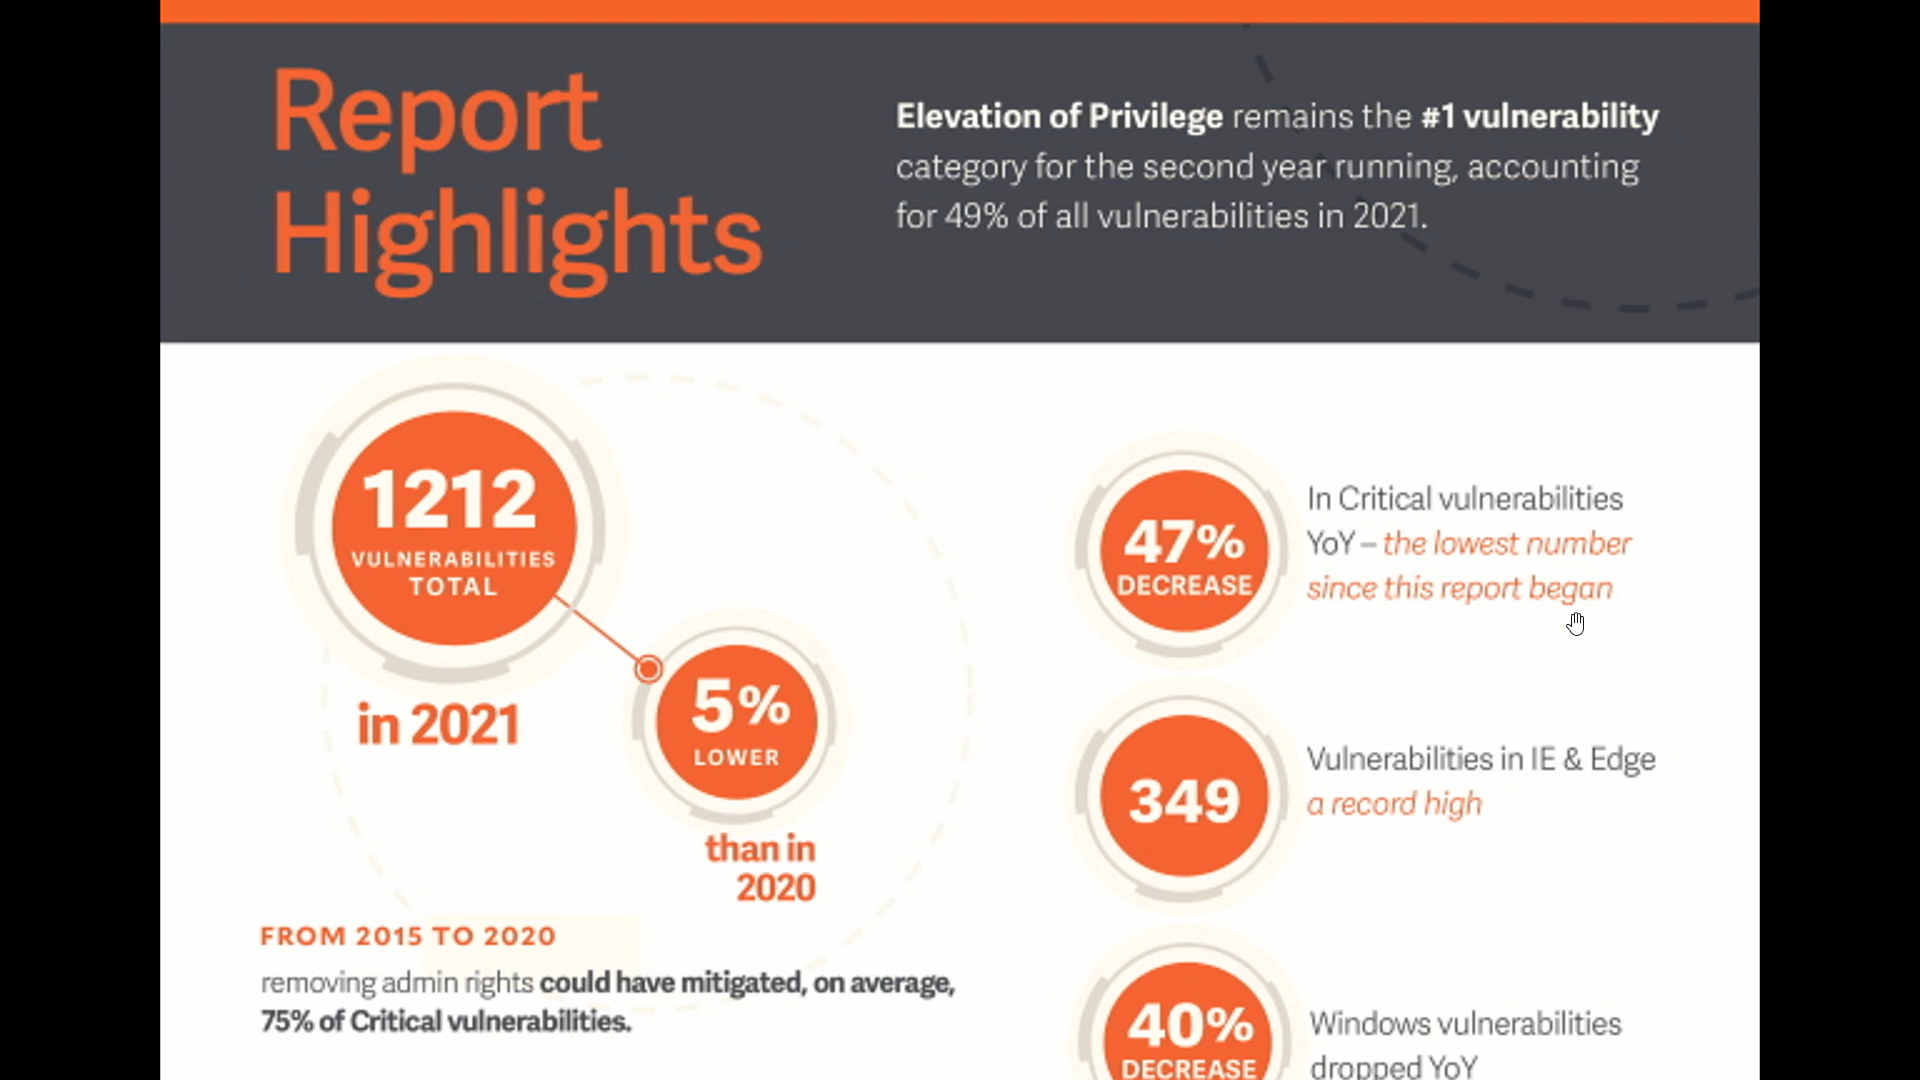 Report
Highlights
Elevation of Privilege remains the #1 vulnerability
category for the second year running, accounting
for 49% of all vulnerabilities in 2021.
1212
VULNERABILITIES
TOTAL
in 2021
5%
LOWER
than in
2020
FROM 2015 TO 2020
removing admin rights could have mitigated, on average,
75% of Critical vulnerabilities.
47%
DECREASE
In Critical vulnerabilities
YoY – the lowest number
since this report began
349
Vulnerabilities in IE & Edge
a record high
40%
DECREASE
Windows vulnerabilities
dropped YoY